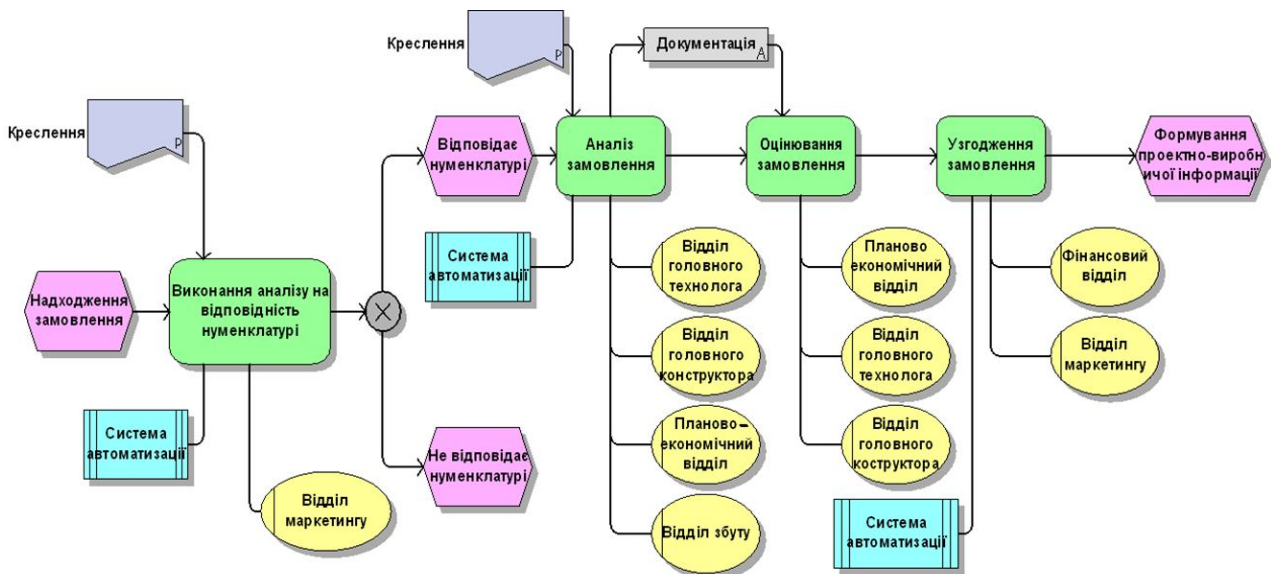 Креслення
P
Надходження
замовлення
Виконання аналізу на
відповідність
нуменклатурі
Система
автоматизації
Відділ
маркетингу
Відповідає
нуменклатурі
Не відповідає
нуменклатурі
Креслення
P
Документація
A
Аналіз
замовлення
Система
автоматизації
Відділ
головного
технолога
Відділ
головного
конструктора
Планово –
економічний
відділ
Відділ збуту
Оцінювання
замовлення
Планово
економічний
відділ
Відділ
головного
технолога
Відділ
головного
коструктора
Узгодження
замовлення
Фінансовий
відділ
Відділ
маркетингу
Система
автоматизації
Формування
проектно-виробн
ичої інформації